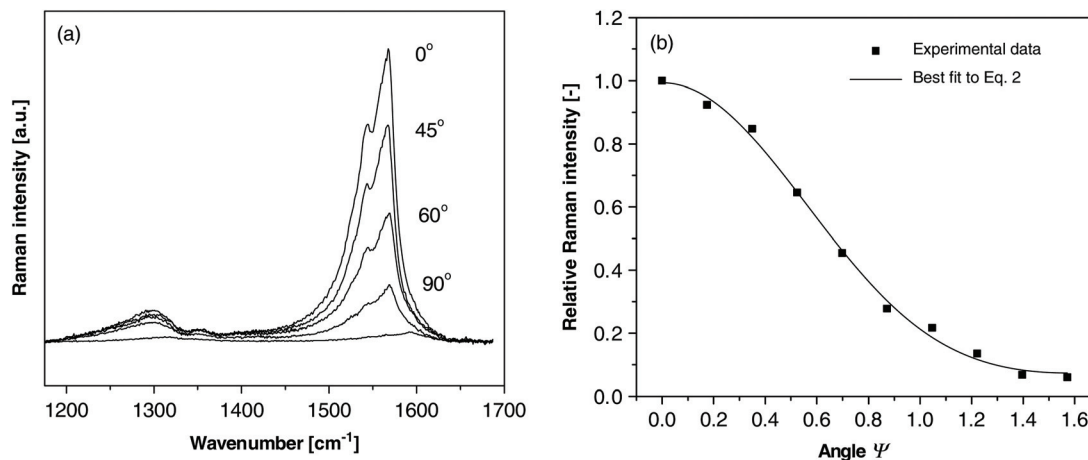 (a)
0°
45°
60°
90°
Raman intensity [a.u.]
1200 1300 1400 1500 1600 1700
Wavenumber [cm⁻¹]
(b)
Experimental data
Best fit to Eq. 2
Relative Raman intensity [-]
1.2
1.0
0.8
0.6
0.4
0.2
0.0
0.0 0.2 0.4 0.6 0.8 1.0 1.2 1.4 1.6
Angle Ψ